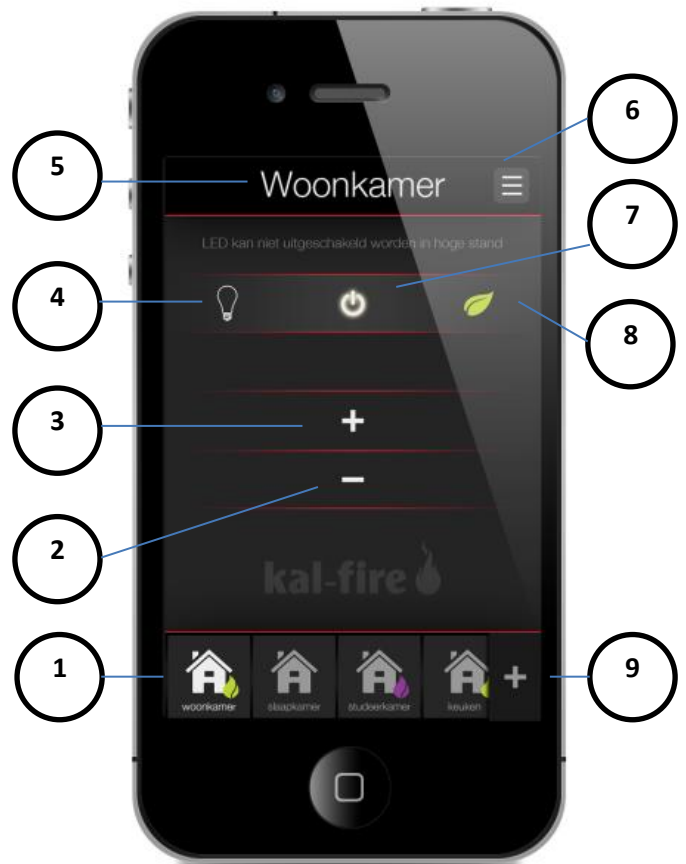 6
5
Woonkamer
7
LED kan niet uitgeschakeld worden in hoge stand
4
8
3
+
2
−
kal-fire
1
9
+
woonkamer
slaapkamer
studeerkamer
keuken